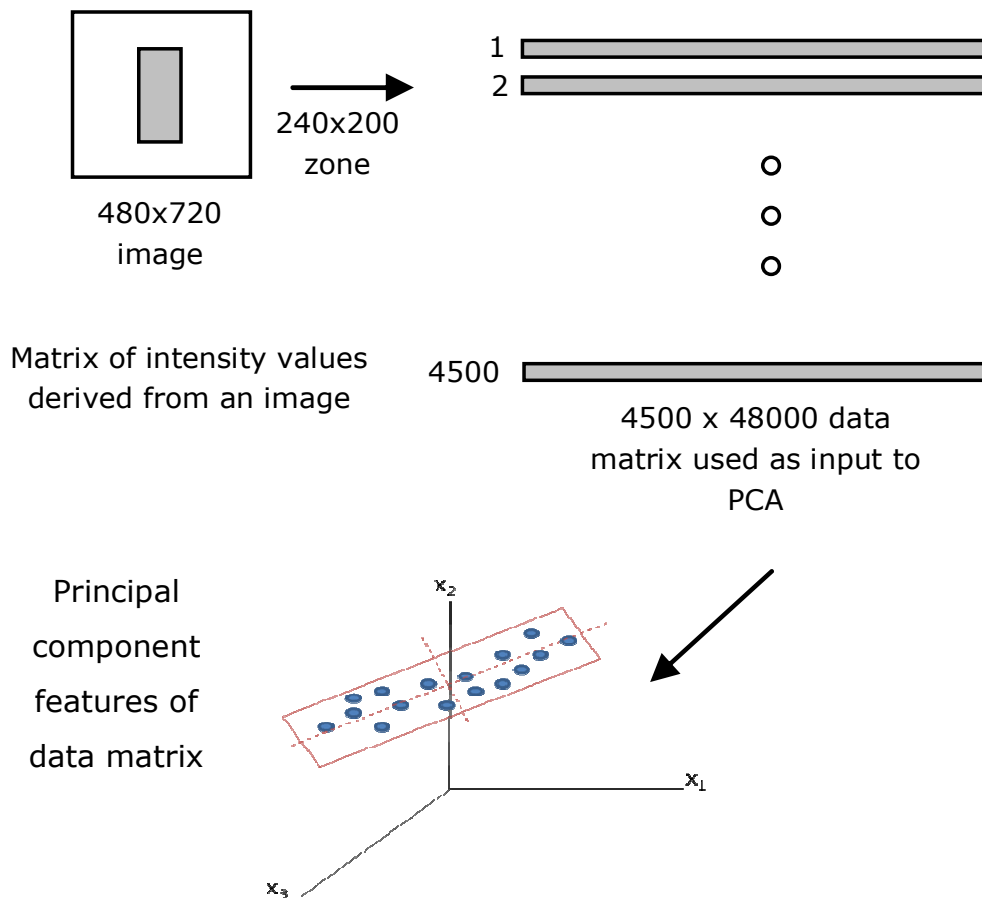 1
2
240x200
zone
480x720
image
Matrix of intensity values
derived from an image
4500
4500 x 48000 data
matrix used as input to
PCA
Principal
component
features of
data matrix
x₂
x₁
x₃